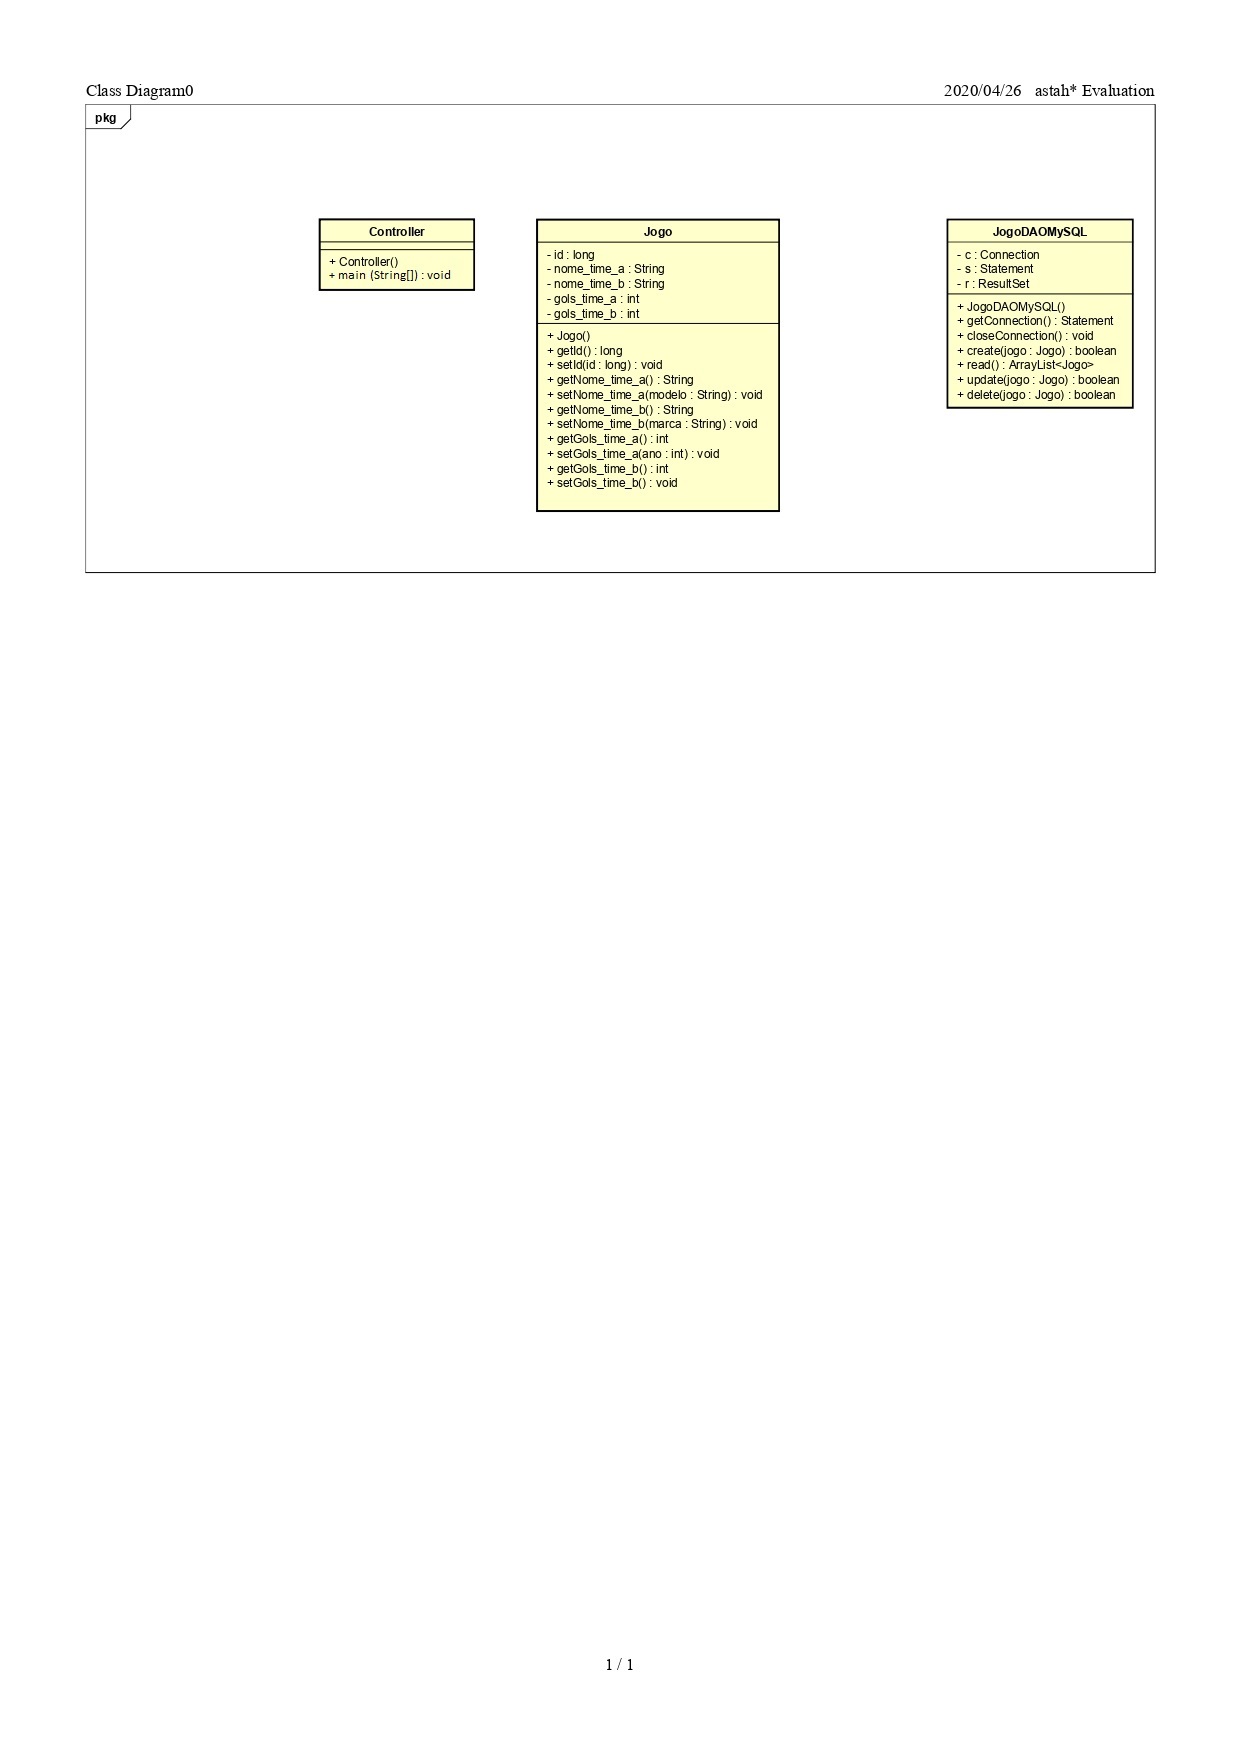 Class Diagram0
2020/04/26 astah* Evaluation
pkg
Controller
+ Controller()
+ main (String[]) : void
Jogo
- id : long
- nome_time_a : String
- nome_time_b : String
- gols_time_a : int
- gols_time_b : int
+ Jogo()
+ getId() : long
+ setId(id : long) : void
+ getNome_time_a() : String
+ setNome_time_a(modelo : String) : void
+ getNome_time_b() : String
+ setNome_time_b(marca : String) : void
+ getGols_time_a() : int
+ setGols_time_a(ano : int) : void
+ getGols_time_b() : int
+ setGols_time_b() : void
JogoDAOMySQL
- c : Connection
- s : Statement
- r : ResultSet
+ JogoDAOMySQL()
+ getConnection() : Statement
+ closeConnection() : void
+ create(jogo : Jogo) : boolean
+ read() : ArrayList<Jogo>
+ update(jogo : Jogo) : boolean
+ delete(jogo : Jogo) : boolean
1 / 1